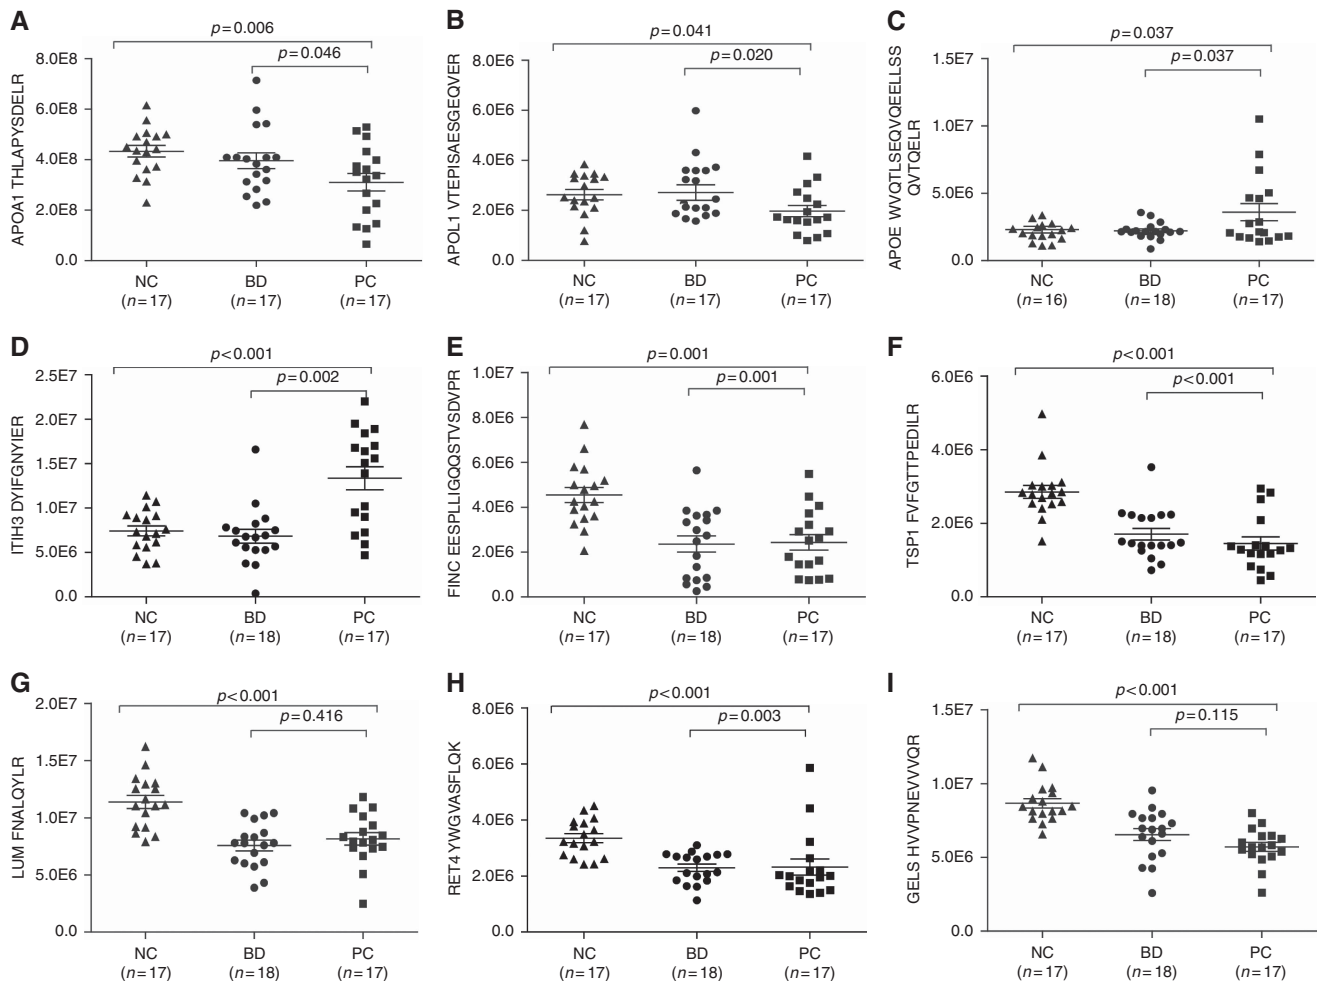 A
p=0.006
p=0.046
APOA1 THLAPYSDELR
8.0E8
6.0E8
4.0E8
2.0E8
0.0
NC
(n=17)
BD
(n=17)
PC
(n=17)
B
p=0.041
p=0.020
APOL1 VTEPISAESGEQVER
8.0E6
6.0E6
4.0E6
2.0E6
0.0
NC
(n=17)
BD
(n=17)
PC
(n=17)
C
p=0.037
p=0.037
APOE WVQTLSEQVQEELLSS
QVTQELR
1.5E7
1.0E7
5.0E6
0.0
NC
(n=16)
BD
(n=18)
PC
(n=17)
D
p<0.001
p=0.002
ITIH3 DYIFGNYIER
2.5E7
2.0E7
1.5E7
1.0E7
5.0E6
0.0
NC
(n=17)
BD
(n=18)
PC
(n=17)
E
p=0.001
p=0.001
FINC EESPLLIGQQSTVSDVPR
1.0E7
8.0E6
6.0E6
4.0E6
2.0E6
0.0
NC
(n=17)
BD
(n=18)
PC
(n=17)
F
p<0.001
p<0.001
TSP1 FVFGTTPEDILR
6.0E6
4.0E6
2.0E6
0.0
NC
(n=17)
BD
(n=18)
PC
(n=17)
G
p<0.001
p=0.416
LUM FNALQYLR
2.0E7
1.5E7
1.0E7
5.0E6
0.0
NC
(n=17)
BD
(n=18)
PC
(n=17)
H
p<0.001
p=0.003
RET4 YWGVASFLQK
8.0E6
6.0E6
4.0E6
2.0E6
0.0
NC
(n=17)
BD
(n=18)
PC
(n=17)
I
p<0.001
p=0.115
GELS HVVPNEVVVQR
1.5E7
1.0E7
5.0E6
0.0
NC
(n=17)
BD
(n=18)
PC
(n=17)